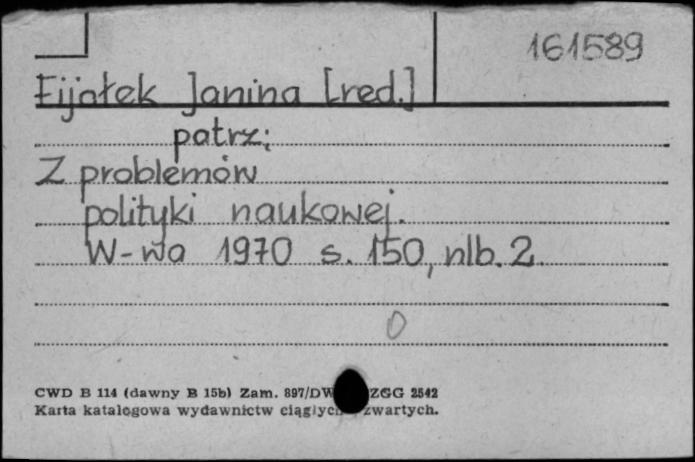 161589
Fijałek Janina [red.]
patrz:
Z problemów
polityki naukowej.
W-wa 1970 s. 150, nlb. 2.
0
CWD B 114 (dawny B 15b) Zam. 897/DW ZGG 2542
Karta katalogowa wydawnictw ciągłych zwartych.